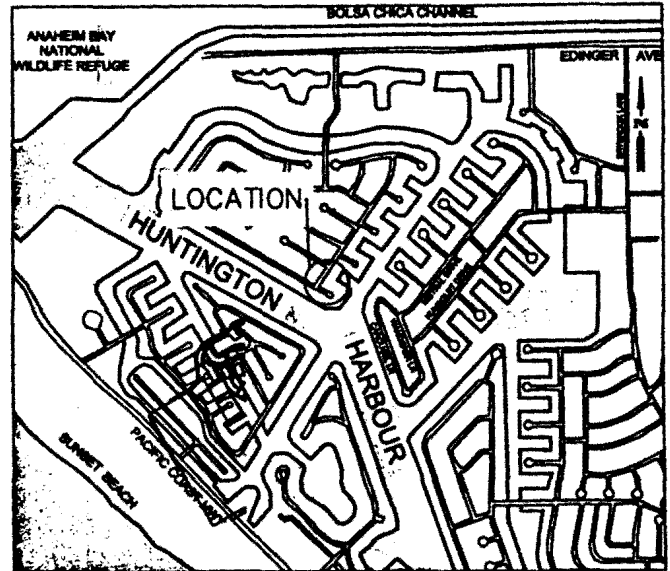 BOLSA CHICA CHANNEL
ANAHEIM BAY
NATIONAL
WILDLIFE REFUGE
EDINGER AVE
LOCATION
HUNTINGTON
HARBOUR
SUNSET BEACH
PACIFIC COAST HWY